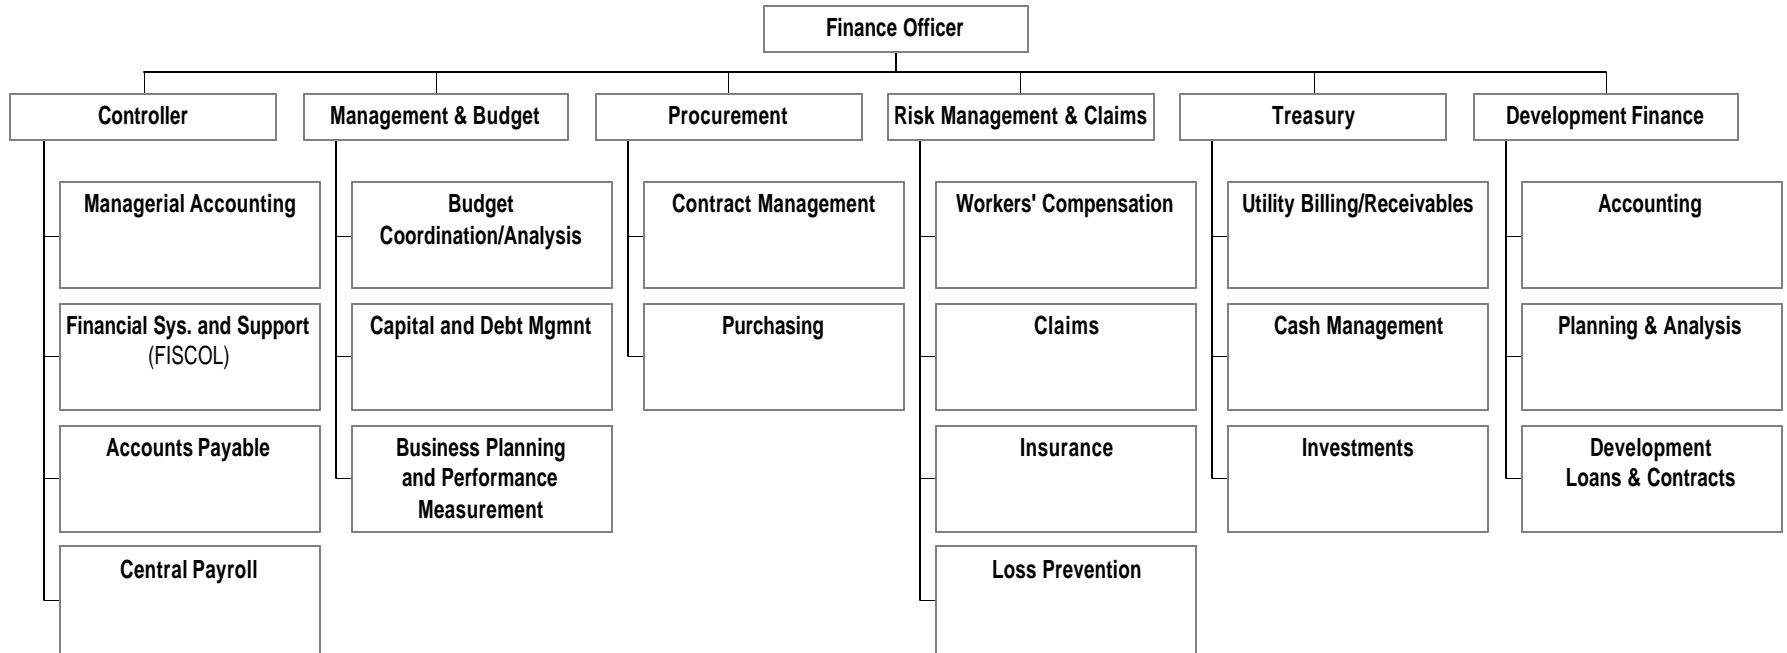 Finance Officer
Controller
Management & Budget
Procurement
Risk Management & Claims
Treasury
Development Finance
Managerial Accounting
Budget
Coordination/Analysis
Contract Management
Workers' Compensation
Utility Billing/Receivables
Accounting
Financial Sys. and Support
(FISCOL)
Capital and Debt Mgmnt
Purchasing
Claims
Cash Management
Planning & Analysis
Accounts Payable
Business Planning
and Performance
Measurement
Insurance
Investments
Development
Loans & Contracts
Central Payroll
Loss Prevention